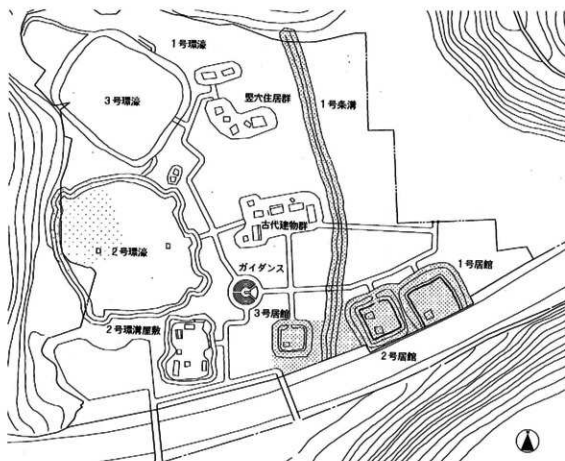 1号環濠
3号環濠
竪穴住居群
1号条溝
古代建物群
2号環濠
ガイダンス
1号居館
3号居館
2号環溝屋敷
2号居館